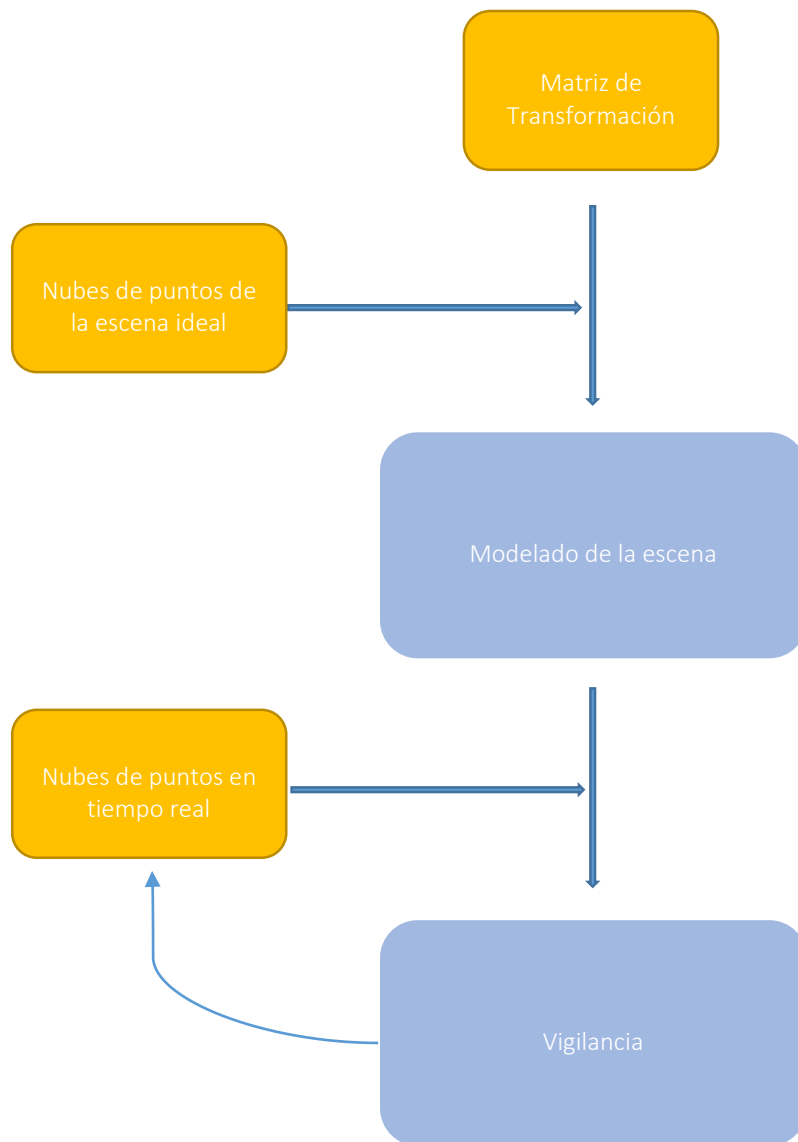 Matriz de
Transformación
Nubes de puntos de
la escena ideal
Modelado de la escena
Nubes de puntos en
tiempo real
Vigilancia